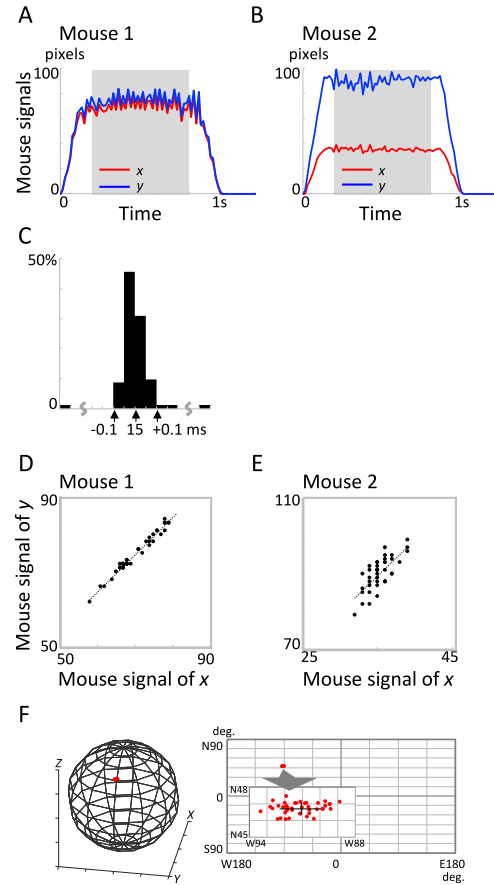 A
Mouse 1
B
Mouse 2
pixels
pixels
100
100
Mouse signals
x
y
x
y
0
0
0
1s
0
1s
Time
Time
C
50%
0
-0.1 15 +0.1 ms
D
Mouse 1
E
Mouse 2
90
110
Mouse signal of y
50
70
50
90
25
45
Mouse signal of x
Mouse signal of x
F
deg.
N90
Z
0
N48
X
N45
W94
W88
S90
Y
W180
0
E180
deg.